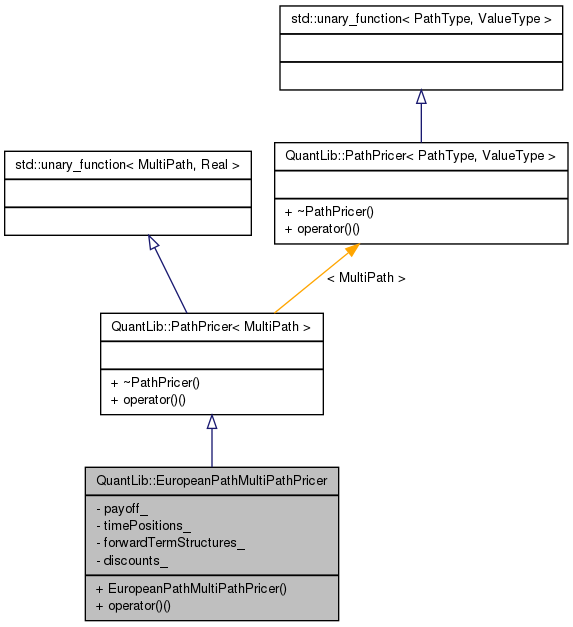 std::unary_function< PathType, ValueType >
std::unary_function< MultiPath, Real >
QuantLib::PathPricer< PathType, ValueType >
+ ~PathPricer()
+ operator()()
< MultiPath >
QuantLib::PathPricer< MultiPath >
+ ~PathPricer()
+ operator()()
QuantLib::EuropeanPathMultiPathPricer
- payoff_
- timePositions_
- forwardTermStructures_
- discounts_
+ EuropeanPathMultiPathPricer()
+ operator()()